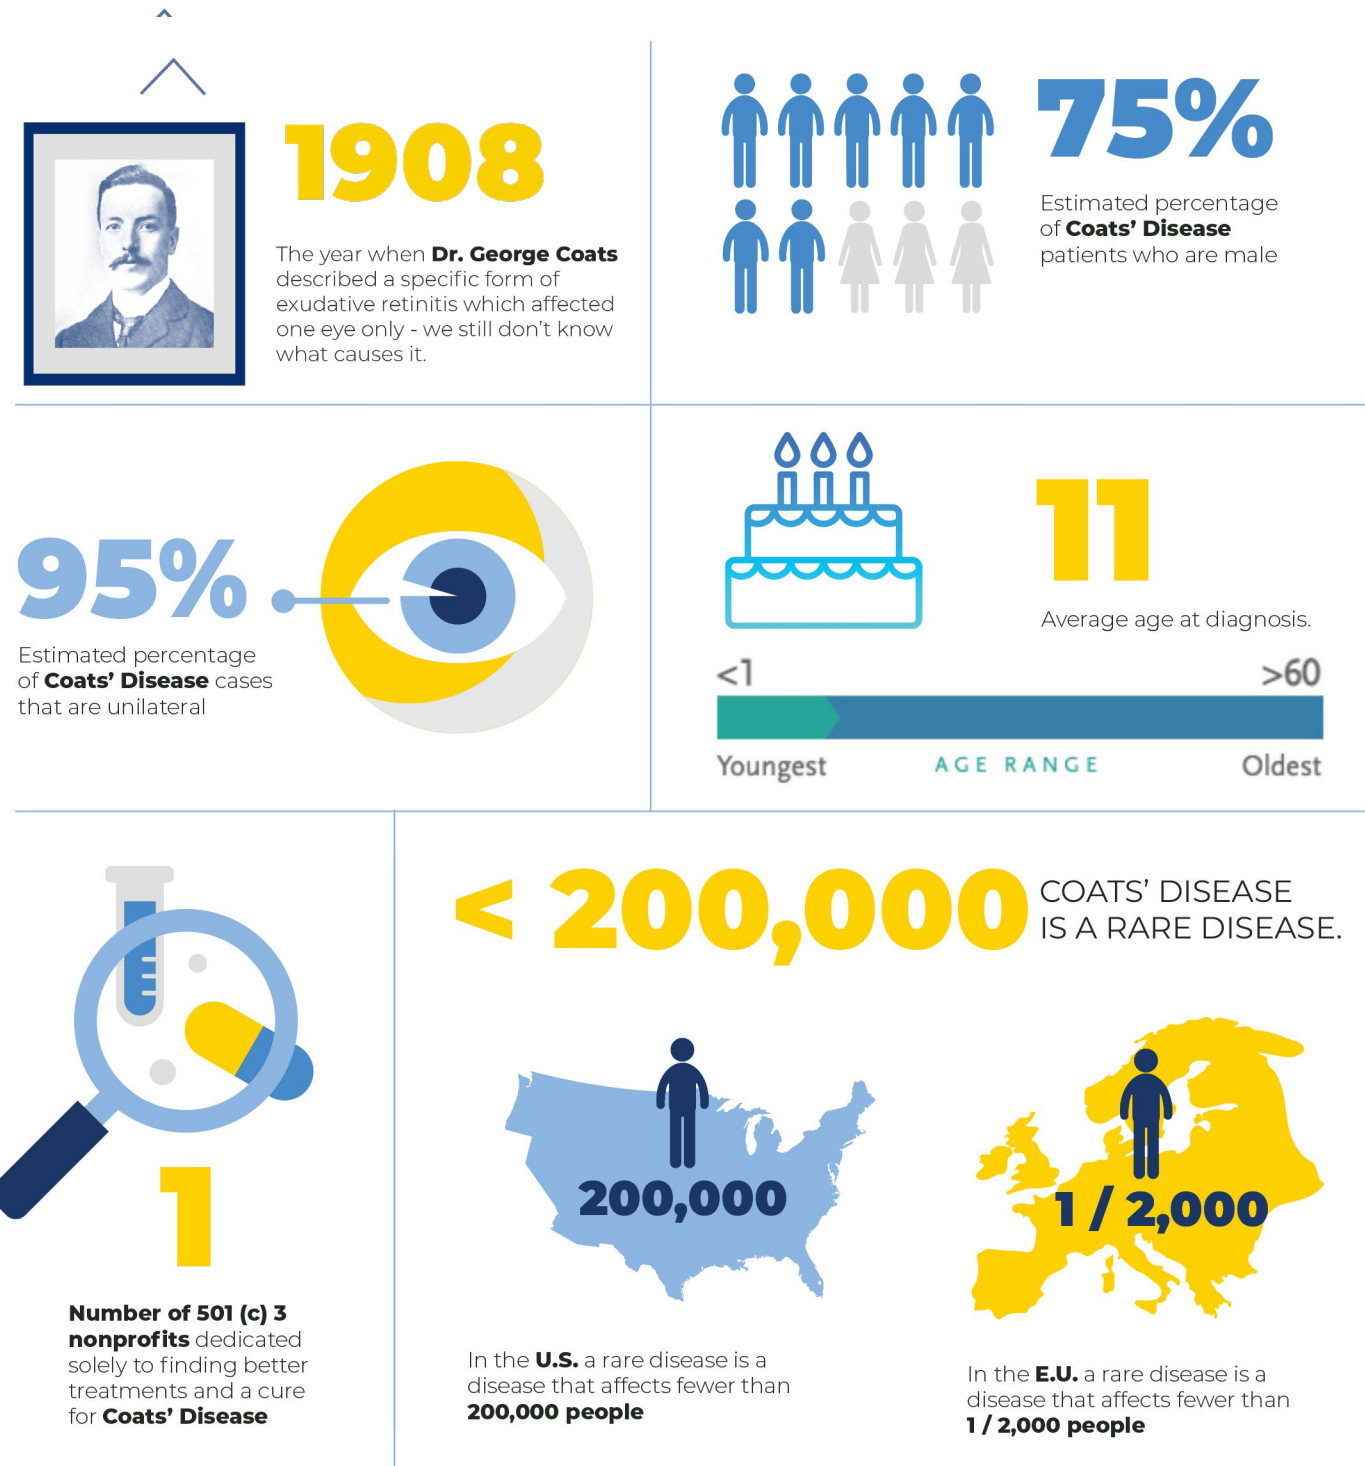 1908
The year when Dr. George Coats
described a specific form of
exudative retinitis which affected
one eye only - we still don't know
what causes it.
75%
Estimated percentage
of Coats' Disease
patients who are male
95%
Estimated percentage
of Coats' Disease cases
that are unilateral
11
Average age at diagnosis.
<1
>60
Youngest
AGE RANGE
Oldest
1
Number of 501 (c) 3
nonprofits dedicated
solely to finding better
treatments and a cure
for Coats' Disease
< 200,000
COATS' DISEASE
IS A RARE DISEASE.
200,000
In the U.S. a rare disease is a
disease that affects fewer than
200,000 people
1 / 2,000
In the E.U. a rare disease is a
disease that affects fewer than
1 / 2,000 people